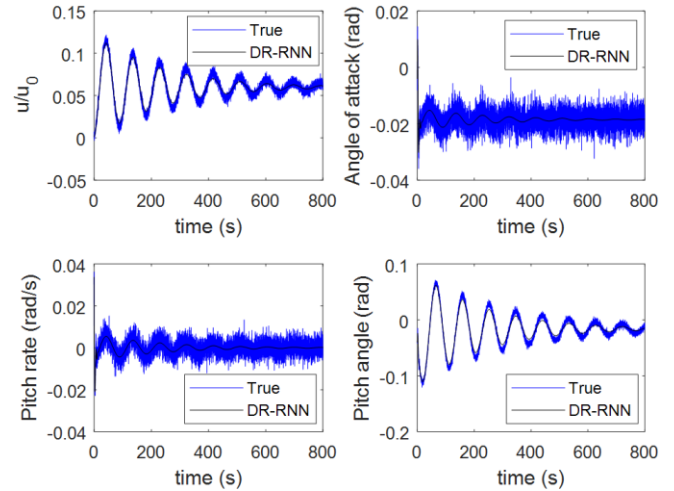 0.15
0.1
0.05
0
-0.05
u/u0
True
DR-RNN
0 200 400 600 800
time (s)
0.02
0
-0.02
-0.04
Angle of attack (rad)
True
DR-RNN
0 200 400 600 800
time (s)
0.04
0.02
0
-0.02
-0.04
Pitch rate (rad/s)
True
DR-RNN
0 200 400 600 800
time (s)
0.1
0
-0.1
-0.2
Pitch angle (rad)
True
DR-RNN
0 200 400 600 800
time (s)